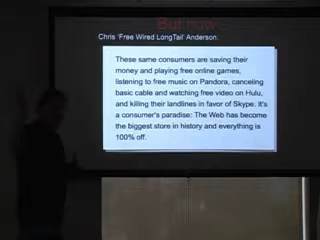 But now...
Chris 'Free Wired LongTail' Anderson:
These same consumers are saving their
money and playing free online games,
listening to free music on Pandora, canceling
basic cable and watching free video on Hulu,
and killing their landlines in favor of Skype. It's
a consumer's paradise: The Web has become
the biggest store in history and everything is
100% off.